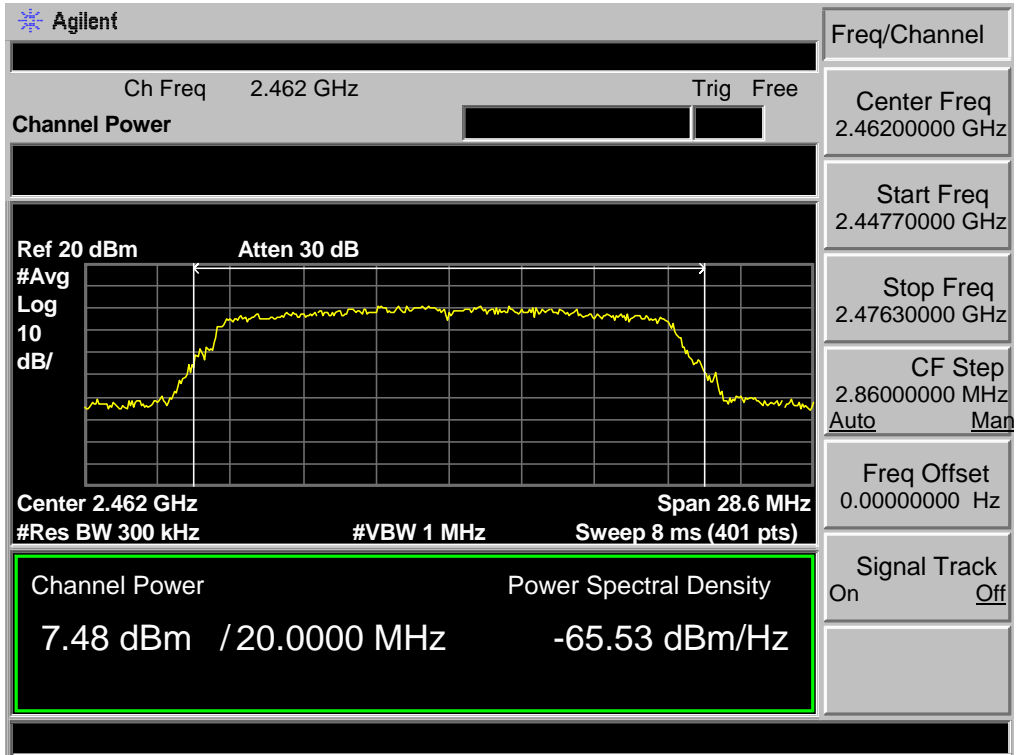 Agilent
Freq/Channel
Ch Freq 2.462 GHz Trig Free
Channel Power
Center Freq
2.46200000 GHz
Start Freq
2.44770000 GHz
Ref 20 dBm Atten 30 dB
#Avg
Log
10
dB/
Stop Freq
2.47630000 GHz
CF Step
2.86000000 MHz
Auto Man
Freq Offset
0.00000000 Hz
Center 2.462 GHz Span 28.6 MHz
#Res BW 300 kHz #VBW 1 MHz Sweep 8 ms (401 pts)
Signal Track
On Off
Channel Power Power Spectral Density
7.48 dBm / 20.0000 MHz -65.53 dBm/Hz